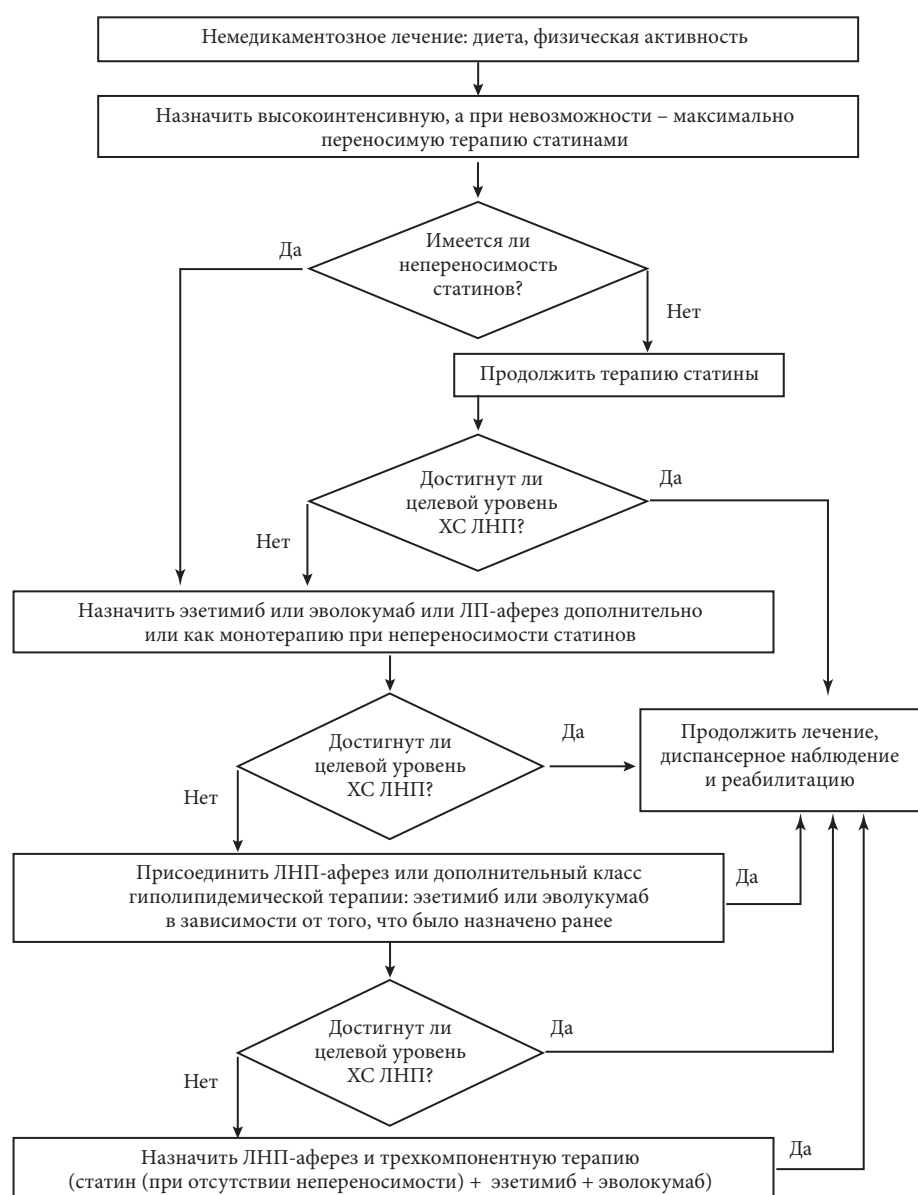 Немедикаментозное лечение: диета, физическая активность
Назначить высокоинтенсивную, а при невозможности – максимально
переносимую терапию статинами
Имеется ли
непереносимость
статинов?
Да
Нет
Продолжить терапию статины
Достигнут ли
целевой уровень
ХС ЛНП?
Да
Нет
Назначить эзетимиб или эволокумаб или ЛП-аферез дополнительно
или как монотерапию при непереносимости статинов
Достигнут ли
целевой уровень
ХС ЛНП?
Да
Нет
Продолжить лечение,
диспансерное наблюдение
и реабилитацию
Присоединить ЛНП-аферез или дополнительный класс
гиполипидемической терапии: эзетимиб или эволукумаб
в зависимости от того, что было назначено ранее
Да
Достигнут ли
целевой уровень
ХС ЛНП?
Да
Нет
Назначить ЛНП-аферез и трехкомпонентную терапию
(статин (при отсутствии непереносимости) + эзетимиб + эволокумаб)
Да